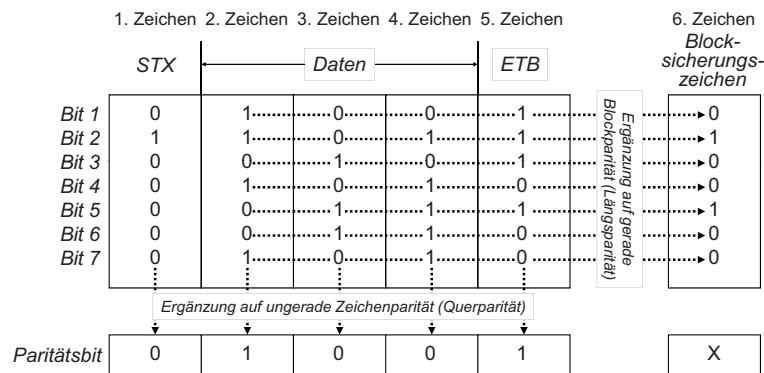 1. Zeichen 2. Zeichen 3. Zeichen 4. Zeichen 5. Zeichen 6. Zeichen
STX Daten ETB Block-
sicherungs-
zeichen
Bit 1 0 1 0 0 1 0
Bit 2 1 1 0 1 1 1
Bit 3 0 0 1 0 1 0
Bit 4 0 1 0 1 0 0
Bit 5 0 0 1 1 1 1
Bit 6 0 0 0 1 0 0
Bit 7 0 1 0 1 0 0
Ergänzung auf gerade
Blockparität (Längsparität)
Ergänzung auf ungerade Zeichenparität (Querparität)
Paritätsbit 0 1 0 0 1 X